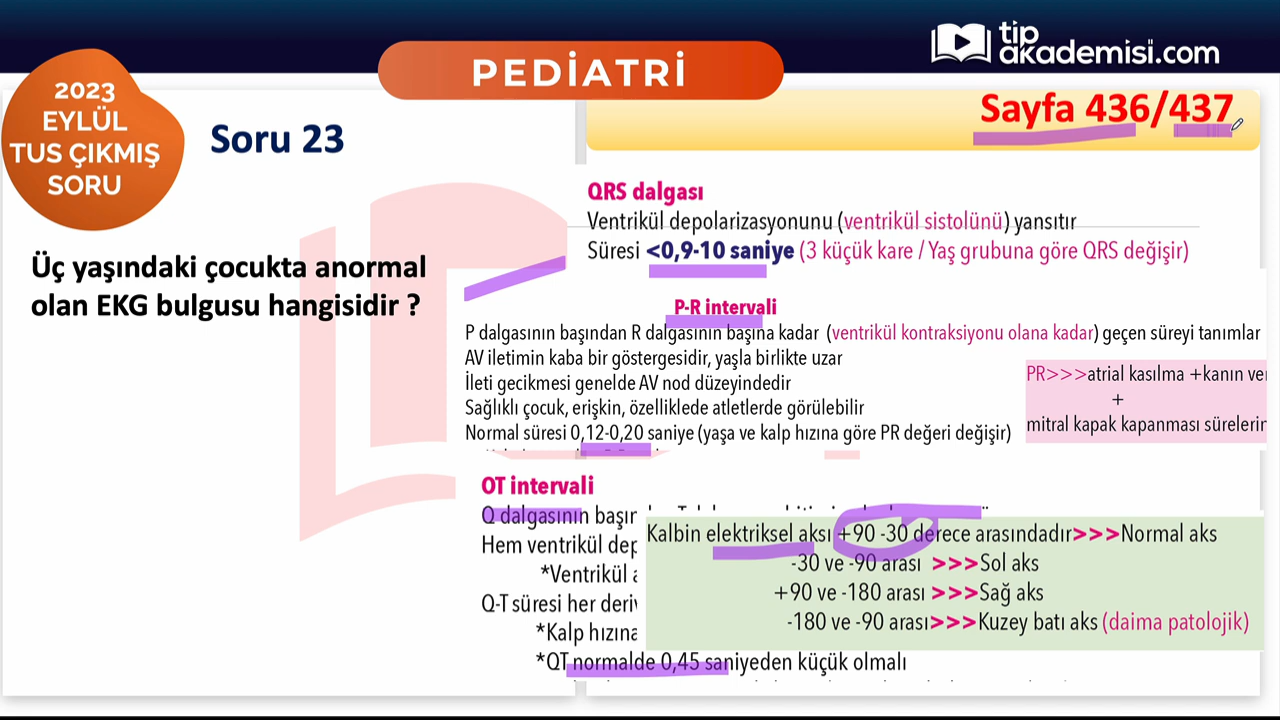 tıp
akademisi.com
PEDİATRİ
2023
EYLÜL
TUS ÇIKMIŞ
SORU
Soru 23
Sayfa 436/437
Üç yaşındaki çocukta anormal
olan EKG bulgusu hangisidir ?
QRS dalgası
Ventrikül depolarizasyonunu (ventrikül sistolünü) yansıtır
Süresi <0,9-10 saniye (3 küçük kare / Yaş grubuna göre QRS değişir)
P-R intervali
P dalgasının başından R dalgasının başına kadar (ventrikül kontraksiyonu olana kadar) geçen süreyi tanımlar
AV iletimin kaba bir göstergesidir, yaşla birlikte uzar
İleti gecikmesi genelde AV nod düzeyindedir
Sağlıklı çocuk, erişkin, özelliklede atletlerde görülebilir
Normal süresi 0,12-0,20 saniye (yaşa ve kalp hızına göre PR değeri değişir)
PR>>>atrial kasılma +kanın
+
mitral kapak kapanması
QT intervali
Q dalgasının
Hem ventrikül
*Ventrikül
Q-T süresi her
*Kalp
*QT normalde 0,45 saniyeden küçük olmalı
Kalbin elektriksel aksı +90 -30 derece arasındadır>>>Normal aks
-30 ve -90 arası >>>Sol aks
+90 ve -180 arası >>>Sağ aks
-180 ve -90 arası>>>Kuzey batı aks (daima patolojik)